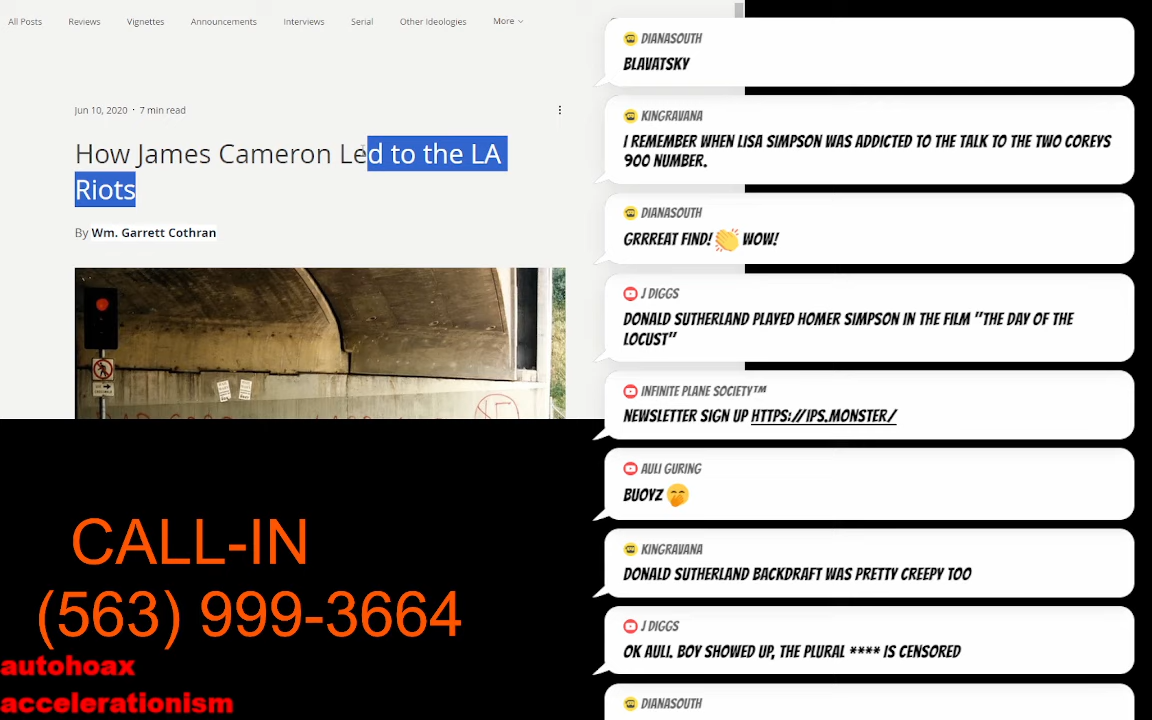 All Posts Reviews Vignettes Announcements Interviews Serial Other Ideologies More
Jun 10, 2020 · 7 min read
How James Cameron Led to the LA
Riots
By Wm. Garrett Cothran
CALL-IN
(563) 999-3664
autohoax
accelerationism
DIANASOUTH
BLAVATSKY
KINGRAVANA
I REMEMBER WHEN LISA SIMPSON WAS ADDICTED TO THE TALK TO THE TWO COREYS
900 NUMBER.
DIANASOUTH
GRRREAT FIND! 👏 WOW!
J DIGGS
DONALD SUTHERLAND PLAYED HOMER SIMPSON IN THE FILM "THE DAY OF THE
LOCUST"
INFINITE PLANE SOCIETY™
NEWSLETTER SIGN UP HTTPS://IPS.MONSTER/
AULI GURING
BUOYZ 🤭
KINGRAVANA
DONALD SUTHERLAND BACKDRAFT WAS PRETTY CREEPY TOO
J DIGGS
OK AULI. BOY SHOWED UP, THE PLURAL **** IS CENSORED
DIANASOUTH